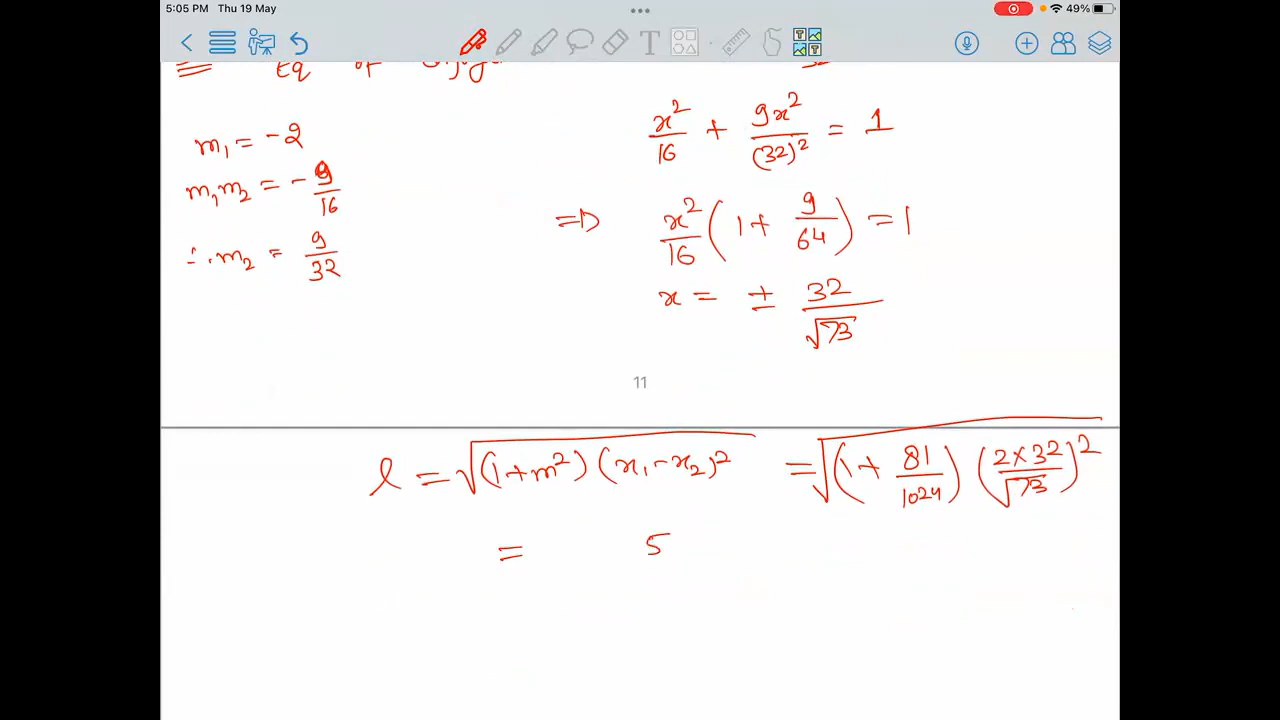 5:05 PM Thu 19 May 49%
Eq of
m₁ = -2
m₁m₂ = -9/16
∴ m₂ = 9/32
x²/16 + 9x²/(32)² = 1
⇒ x²/16 (1 + 9/64) = 1
x = ± 32/√73
11
l = √(1+m²)(x₁-x₂)² = √(1 + 81/1024)(2×32/√73)²
= 5